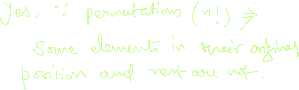 Yes, ∵ permutations (n!) ⇒
Some elements in their original
position and rest are not.